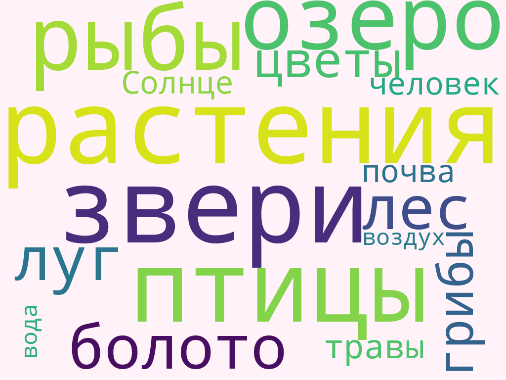 рыбы
озеро
цветы
Солнце
человек
растения
почва
звери
лес
воздух
луг
птицы
грибы
вода
болото
травы